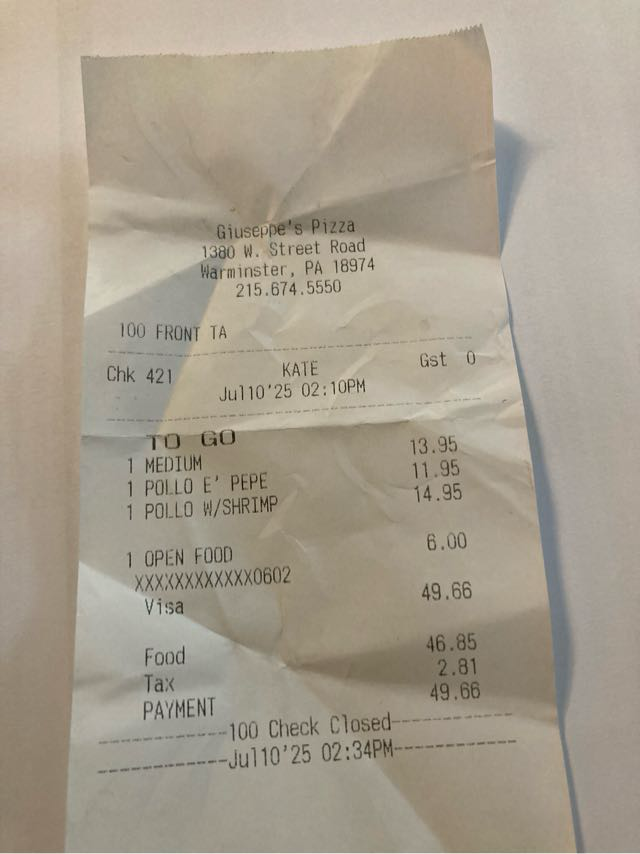 Giuseppe's Pizza
1380 W. Street Road
Warminster, PA 18974
215.674.5550
100 FRONT TA
Chk 421 KATE Gst 0
Jul10'25 02:10PM
TO GO
1 MEDIUM 13.95
1 POLLO E' PEPE 11.95
1 POLLO W/SHRIMP 14.95
1 OPEN FOOD 6.00
XXXXXXXXXXXX0602
Visa 49.66
Food 46.85
Tax 2.81
PAYMENT 49.66
100 Check Closed
Jul10'25 02:34PM